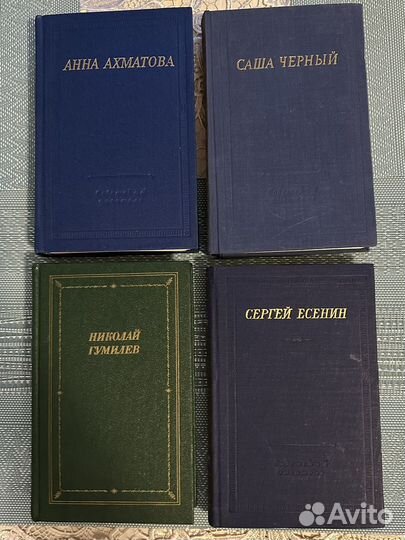 АННА АХМАТОВА
САША ЧЕРНЫЙ
НИКОЛАЙ
ГУМИЛЕВ
СЕРГЕЙ ЕСЕНИН
Avito